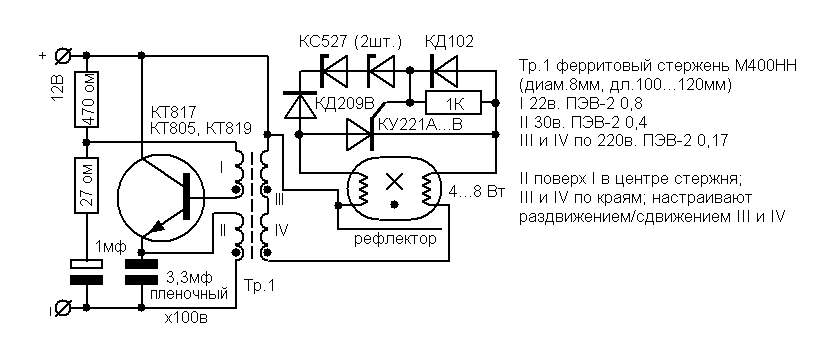 КС527 (2шт.)
КД102
+
12В
470 ом
КТ817
КТ805, КТ819
КД209В
1К
КУ221А...В
27 ом
I
III
4...8 Вт
II
IV
рефлектор
1мф
3,3мф
пленочный
х100в
Тр.1
Тр.1 ферритовый стержень М400НН
(диам.8мм, дл.100...120мм)
I 22в. ПЭВ-2 0,8
II 30в. ПЭВ-2 0,4
III и IV по 220в. ПЭВ-2 0,17
II поверх I в центре стержня;
III и IV по краям; настраивают
раздвижением/сдвижением III и IV